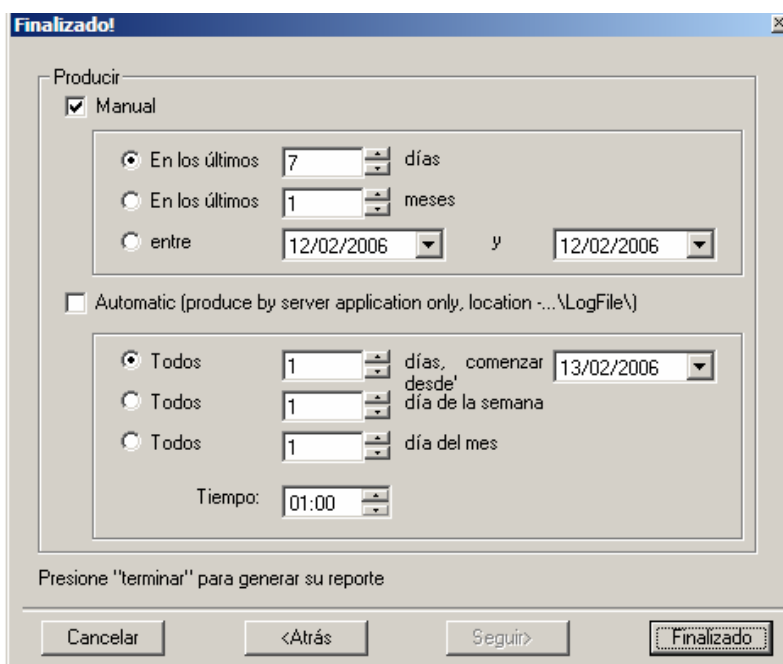 Finalizado!
Producir
Manual
En los últimos 7 días
En los últimos 1 meses
entre 12/02/2006 y 12/02/2006
Automatic (produce by server application only, location -...\LogFile\)
Todos 1 días, comenzar desde' 13/02/2006
Todos 1 día de la semana
Todos 1 día del mes
Tiempo: 01:00
Presione "terminar" para generar su reporte
Cancelar <Atrás Seguir> Finalizado